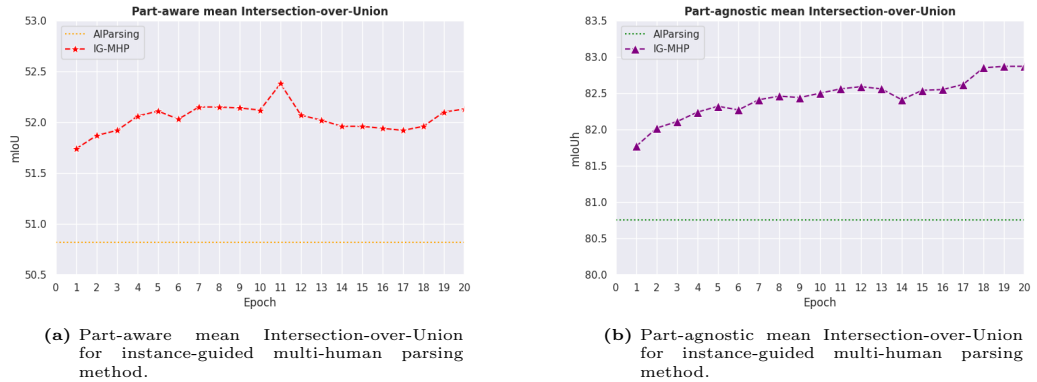 Part-aware mean Intersection-over-Union
AIParsing
IG-MHP
53.0
52.5
52.0
51.5
51.0
50.5
mIoU
0 1 2 3 4 5 6 7 8 9 10 11 12 13 14 15 16 17 18 19 20
Epoch
(a) Part-aware mean Intersection-over-Union
for instance-guided multi-human parsing
method.
Part-agnostic mean Intersection-over-Union
AIParsing
IG-MHP
83.5
83.0
82.5
82.0
81.5
81.0
80.5
80.0
mIoUh
0 1 2 3 4 5 6 7 8 9 10 11 12 13 14 15 16 17 18 19 20
Epoch
(b) Part-agnostic mean Intersection-over-Union
for instance-guided multi-human parsing
method.